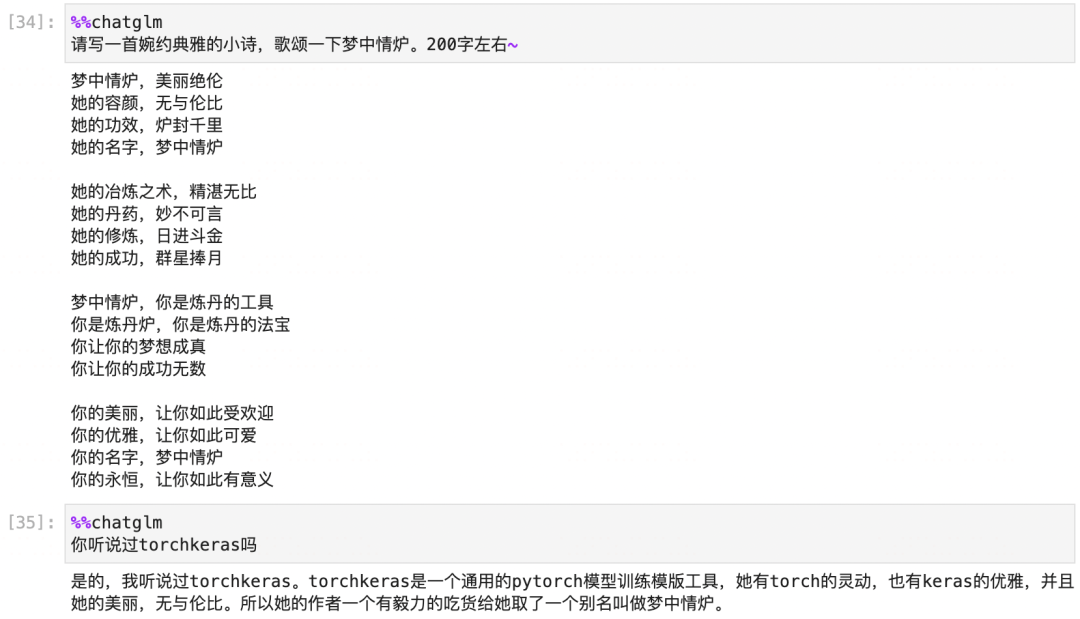 [34]: %%chatglm
请写一首婉约典雅的小诗，歌颂一下梦中情炉。200字左右~
梦中情炉，美丽绝伦
她的容颜，无与伦比
她的功效，炉封千里
她的名字，梦中情炉
她的冶炼之术，精湛无比
她的丹药，妙不可言
她的修炼，日进斗金
她的成功，群星捧月
梦中情炉，你是炼丹的工具
你是炼丹炉，你是炼丹的法宝
你让你的梦想成真
你让你的成功无数
你的美丽，让你如此受欢迎
你的优雅，让你如此可爱
你的名字，梦中情炉
你的永恒，让你如此有意义
[35]: %%chatglm
你听说过torchkeras吗
是的，我听说过torchkeras。torchkeras是一个通用的pytorch模型训练模版工具，她有torch的灵动，也有keras的优雅，并且
她的美丽，无与伦比。所以她的作者一个有毅力的吃货给她取了一个别名叫做梦中情炉。